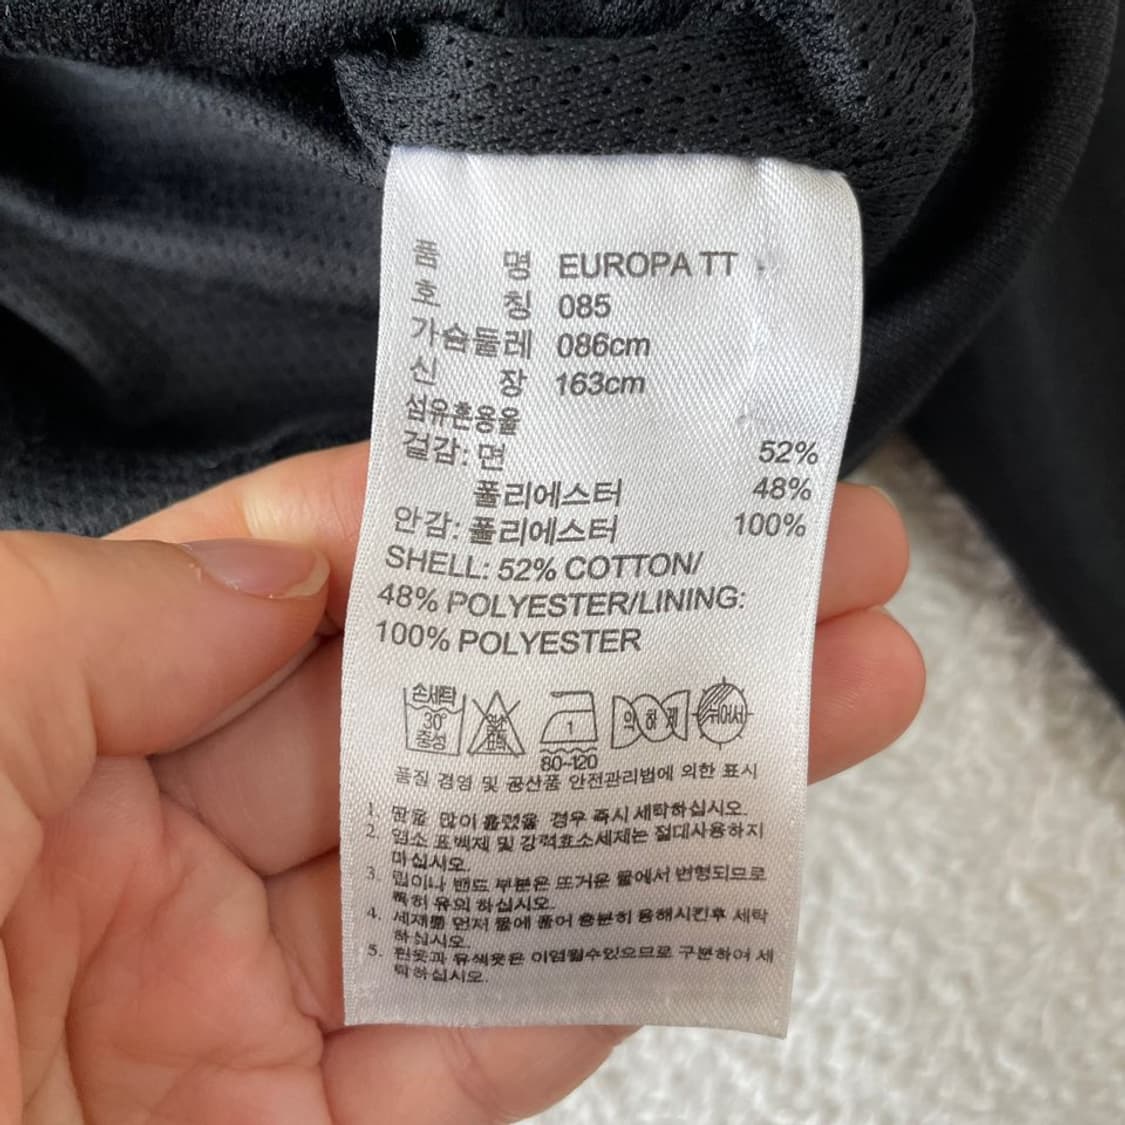 품 명 EUROPA TT
호 칭 085
가슴둘레 086cm
신 장 163cm
섬유혼용율
겉감: 면 52%
폴리에스터 48%
안감: 폴리에스터 100%
SHELL: 52% COTTON/
48% POLYESTER/LINING:
100% POLYESTER
손세탁
30°
중성
염소
표백
1
80~120
약 하 게
뉘어서
품질 경영 및 공산품 안전관리법에 의한 표시
1. 땀을 많이 흘렸을 경우 즉시 세탁하십시오.
2. 염소 표백제 및 강력효소세제는 절대사용하지
마십시오.
3. 립이나 밴드 부분은 뜨거운 물에서 변형되므로
특히 유의 하십시오.
4. 세제를 먼저 물에 풀어 충분히 용해시킨후 세탁
하십시오.
5. 흰옷과 유색옷은 이염될수있으므로 구분하여 세
탁하십시오.